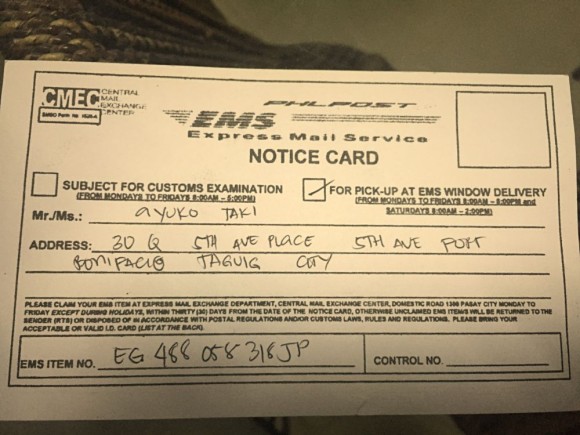 CMEC CENTRAL
MAIL
EXCHANGE
CENTER
PHLPOST
EMS
Express Mail Service
NOTICE CARD
SUBJECT FOR CUSTOMS EXAMINATION
(FROM MONDAYS TO FRIDAYS 8:00AM – 5:00PM)
FOR PICK-UP AT EMS WINDOW DELIVERY
(FROM MONDAYS TO FRIDAYS 8:00AM – 5:00PM and
SATURDAYS 8:00AM – 2:00PM)
Mr./Ms.: AYUKO TAKI
ADDRESS: 30 Q 5TH AVE PLACE 5TH AVE FORT
BONIFACIO TAGUIG CITY
PLEASE CLAIM YOUR EMS ITEM AT EXPRESS MAIL EXCHANGE DEPARTMENT, CENTRAL MAIL EXCHANGE CENTER, DOMESTIC ROAD 1300 PASAY CITY MONDAY TO
FRIDAY EXCEPT DURING HOLIDAYS, WITHIN THIRTY (30) DAYS FROM THE DATE OF THE NOTICE CARD, OTHERWISE UNCLAIMED EMS ITEMS WILL BE RETURNED TO THE
SENDER (RTS) OR DISPOSED OF IN ACCORDANCE WITH POSTAL REGULATIONS AND/OR CUSTOMS LAWS, RULES AND REGULATIONS. PLEASE BRING YOUR
ACCEPTABLE OR VALID I.D. CARD (LIST AT THE BACK).
EMS ITEM NO. EG 488 058 318 JP
CONTROL NO.